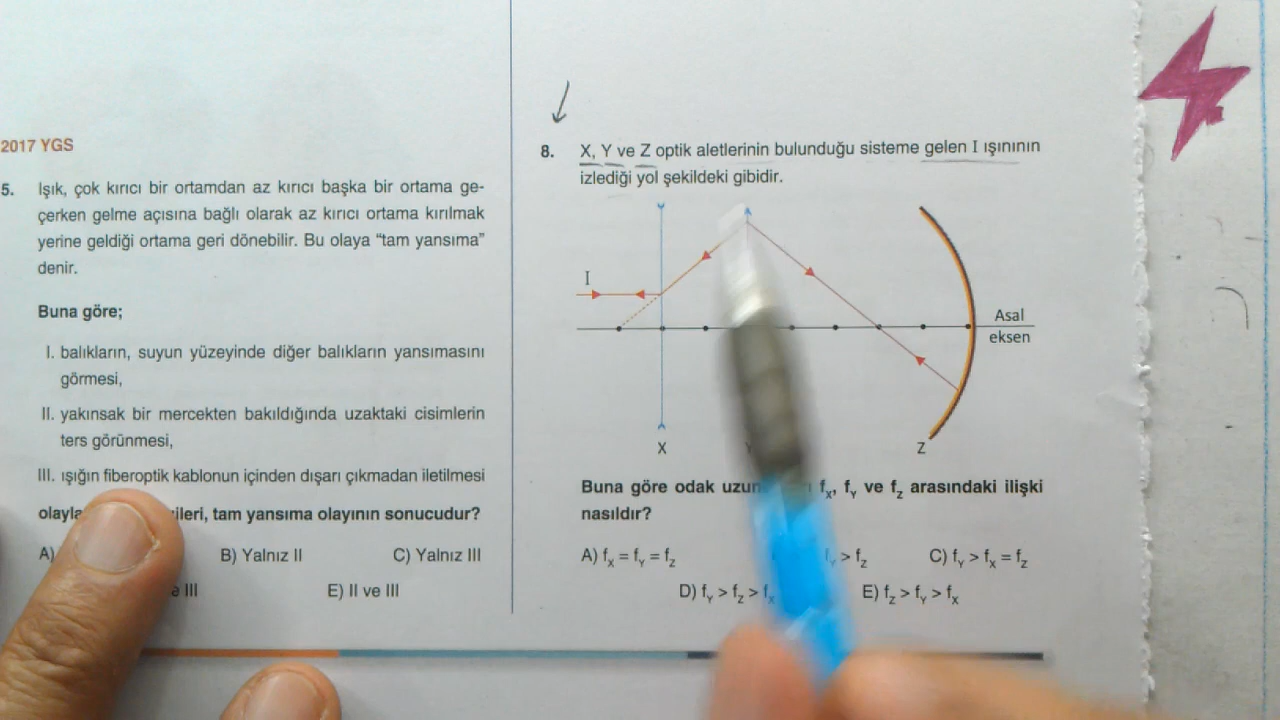 2017 YGS
5. Işık, çok kırıcı bir ortamdan az kırıcı başka bir ortama ge-
çerken gelme açısına bağlı olarak az kırıcı ortama kırılmak
yerine geldiği ortama geri dönebilir. Bu olaya “tam yansıma”
denir.
Buna göre;
I. balıkların, suyun yüzeyinde diğer balıkların yansımasını
görmesi,
II. yakınsak bir mercekten bakıldığında uzaktaki cisimlerin
ters görünmesi,
III. ışığın fiberoptik kablonun içinden dışarı çıkmadan iletilmesi
tam yansıma olayının sonucudur?
A) B) Yalnız II C) Yalnız III
III E) II ve III
8. X, Y ve Z optik aletlerinin bulunduğu sisteme gelen I ışınının
izlediği yol şekildeki gibidir.
I
Asal
eksen
X Z
Buna göre odak fx, fY ve fz arasındaki ilişki
nasıldır?
A) fx = fY = fz > fz C) fY > fx = fz
D) fY > fz > fx E) fz > fY > fx